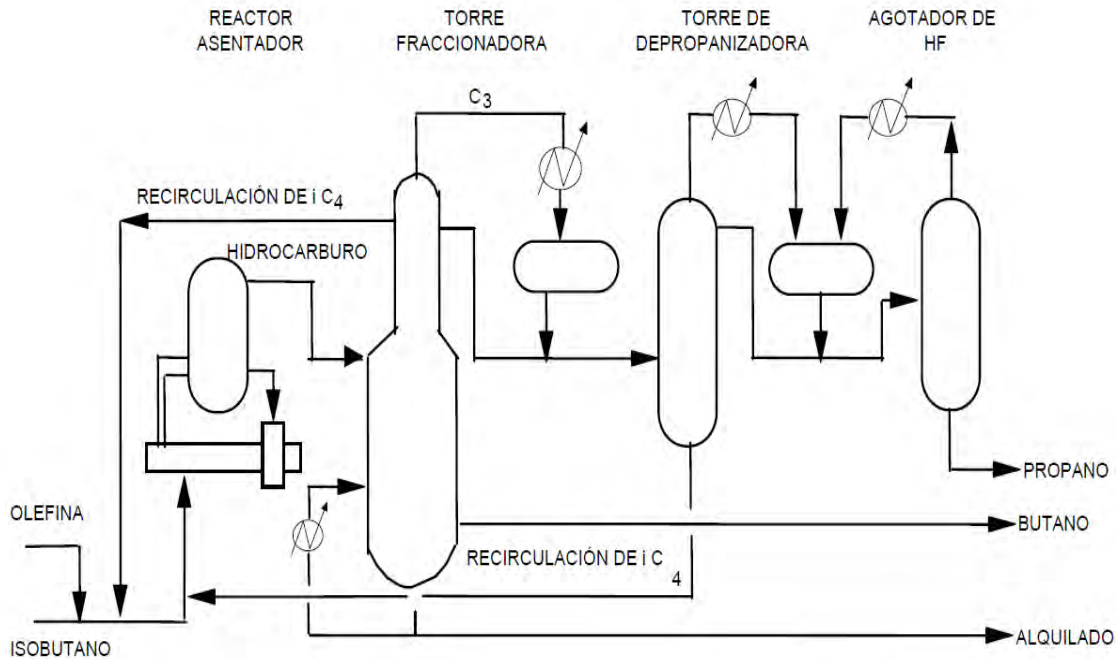 REACTOR
ASENTADOR
TORRE
FRACCIONADORA
TORRE DE
DEPROPANIZADORA
AGOTADOR DE
HF
C3
RECIRCULACIÓN DE i C4
HIDROCARBURO
PROPANO
OLEFINA
BUTANO
RECIRCULACIÓN DE i C 4
ISOBUTANO
ALQUILADO